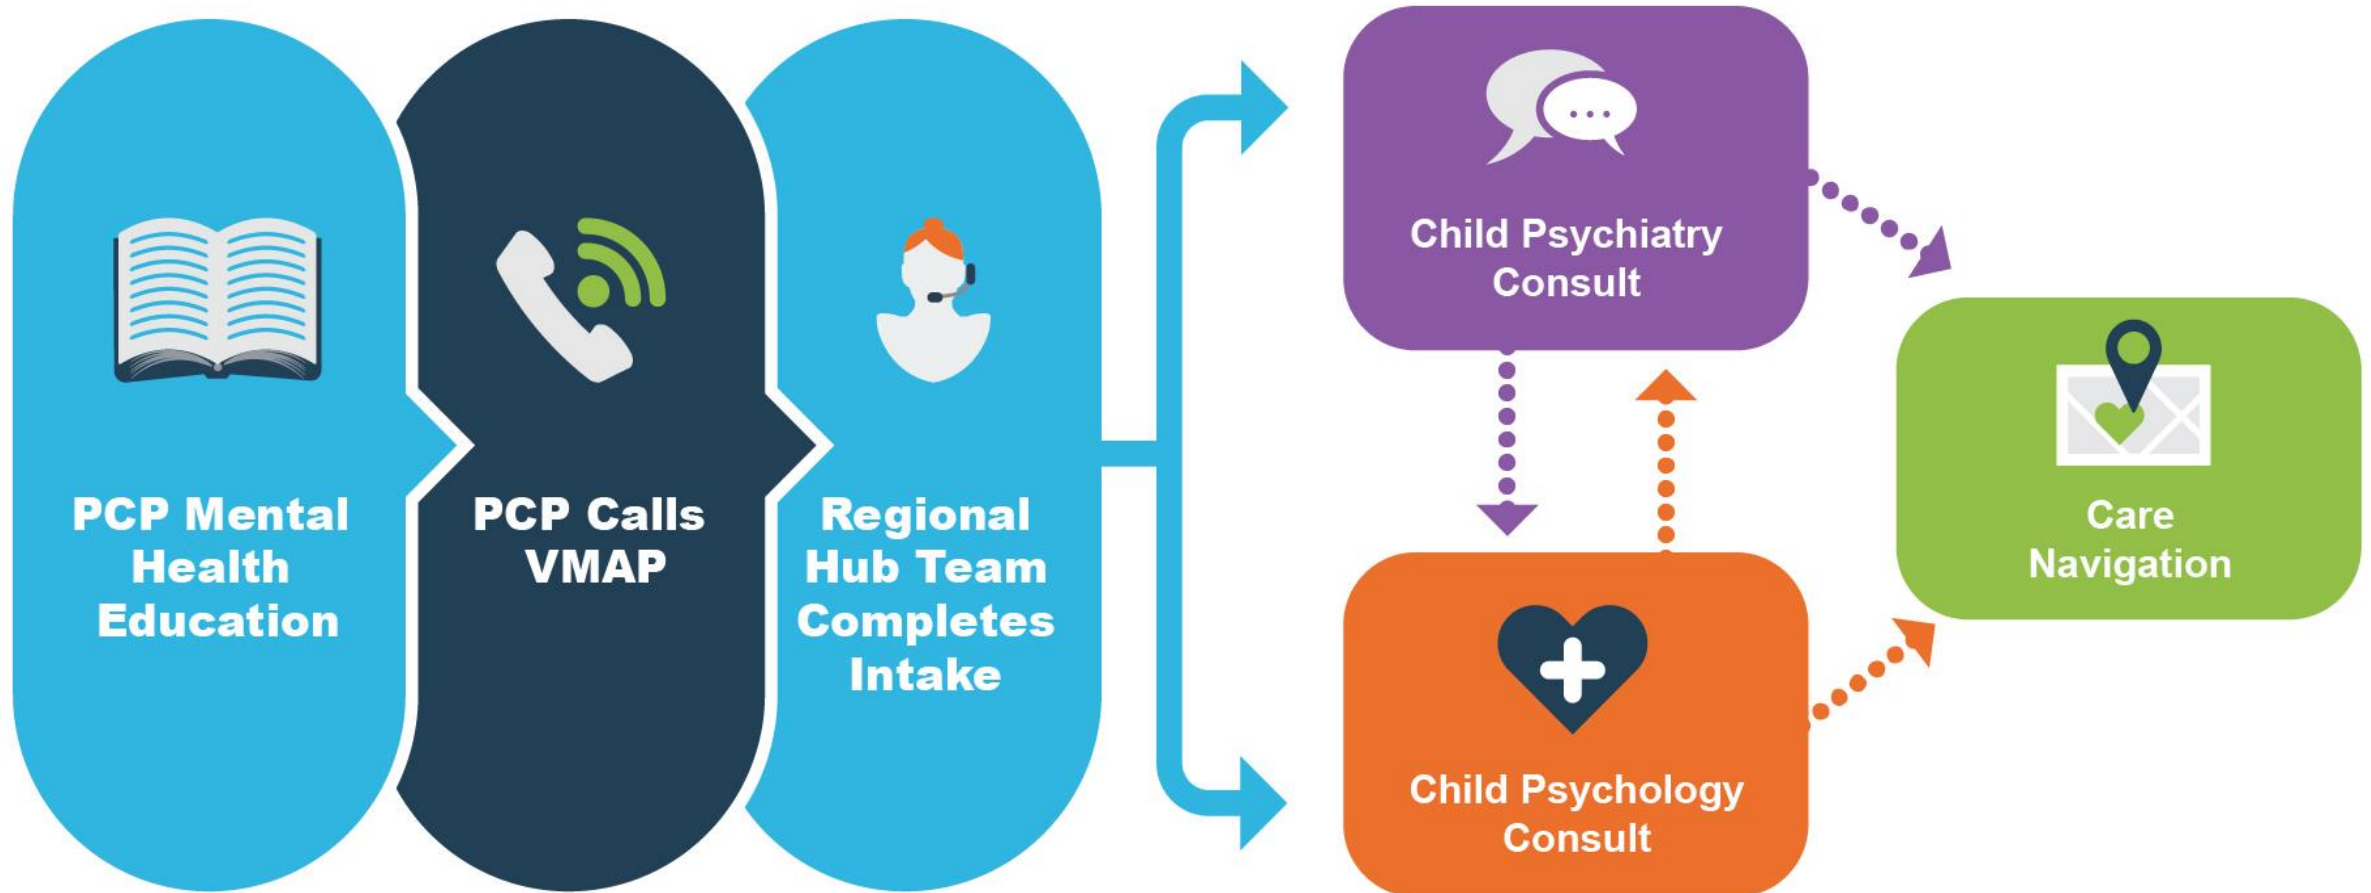 PCP Mental
Health
Education
PCP Calls
VMAP
Regional
Hub Team
Completes
Intake
Child Psychiatry
Consult
Child Psychology
Consult
Care
Navigation